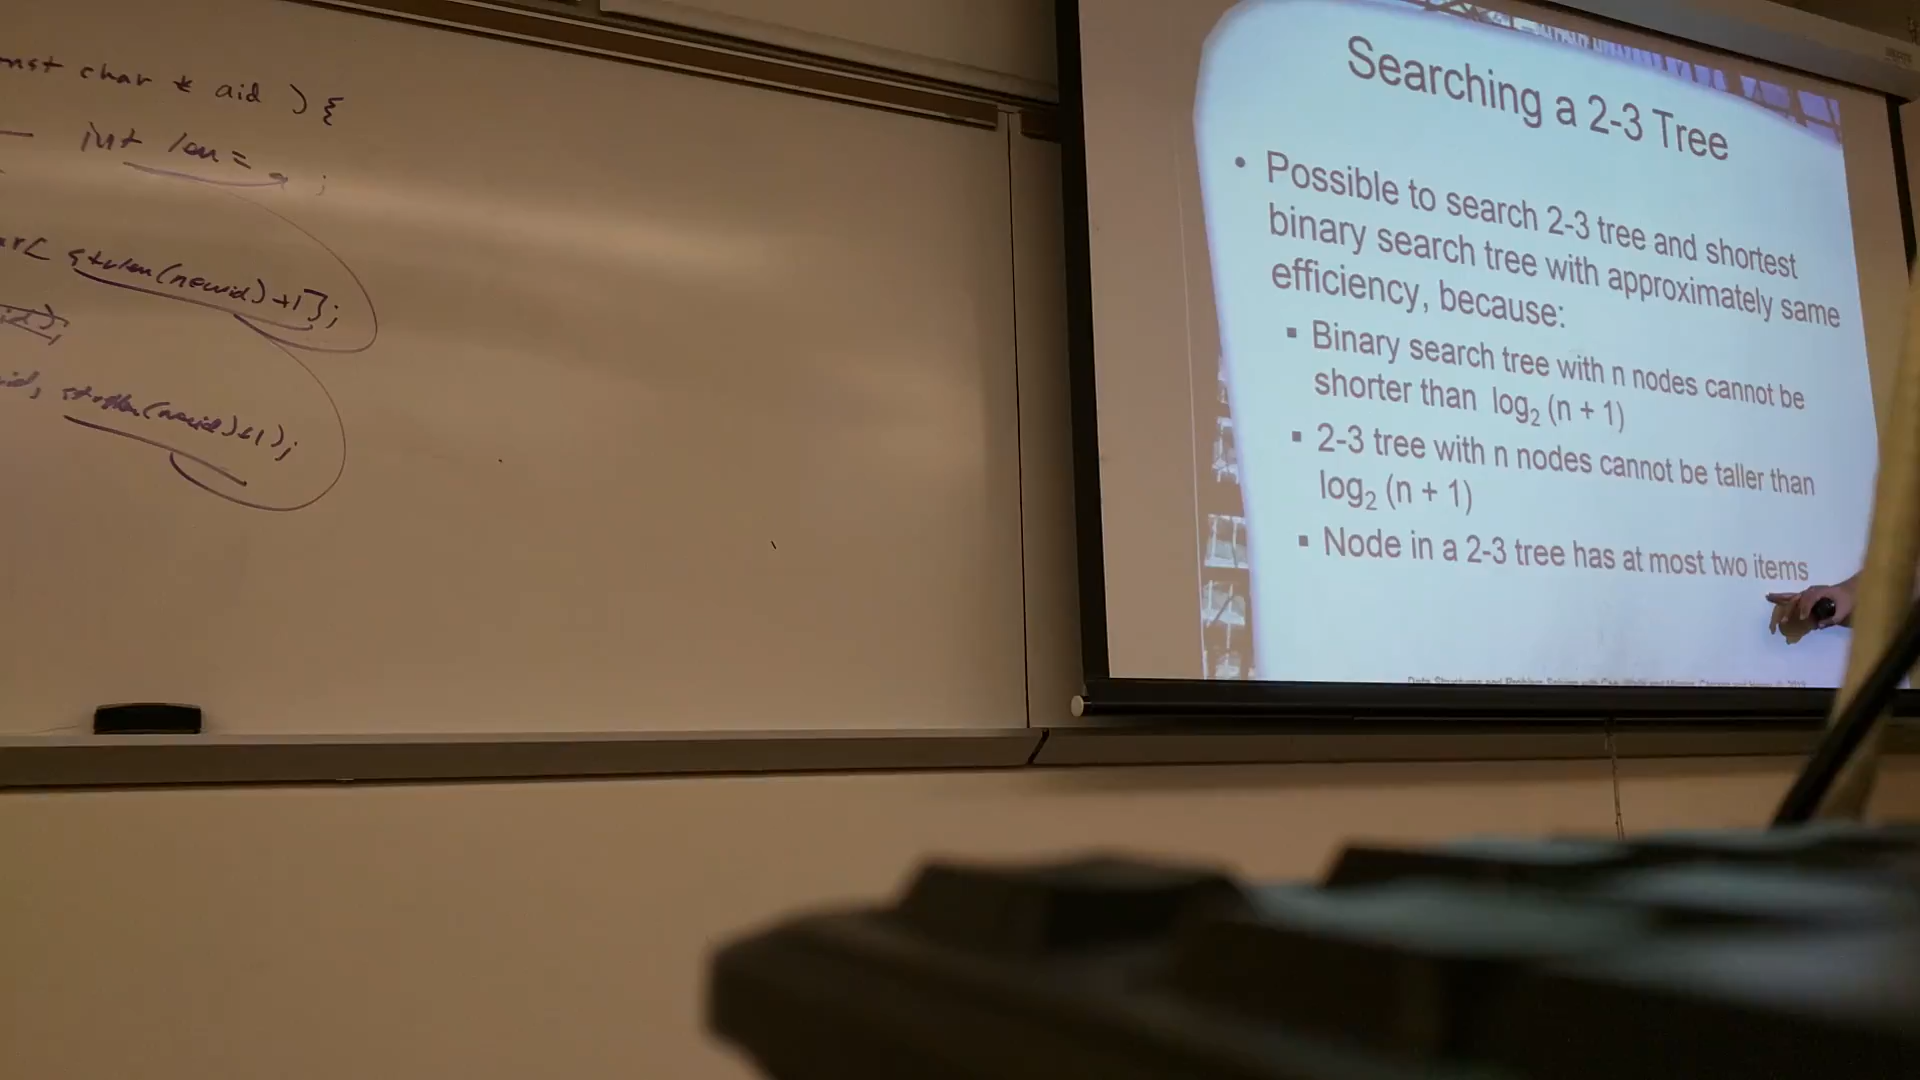 char * aid ) {
int len = ;
strlen(newid)+1];
strlen(newid)+1);
Searching a 2-3 Tree
• Possible to search 2-3 tree and shortest
binary search tree with approximately same
efficiency, because:
▪ Binary search tree with n nodes cannot be
shorter than log₂ (n + 1)
▪ 2-3 tree with n nodes cannot be taller than
log₂ (n + 1)
▪ Node in a 2-3 tree has at most two items